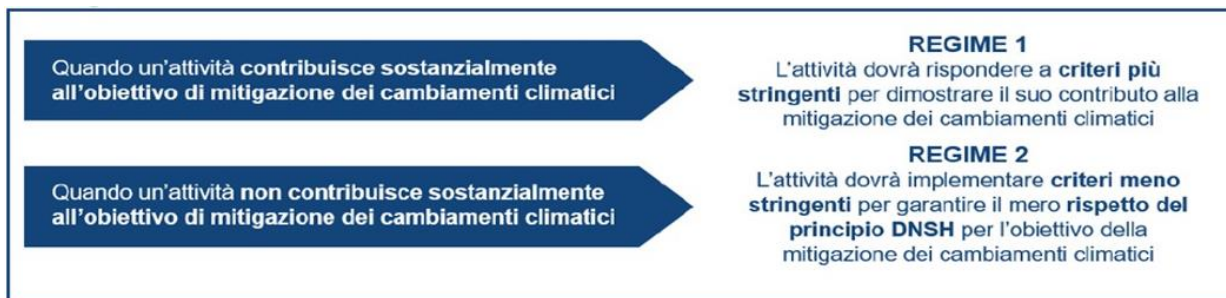 Quando un'attività contribuisce sostanzialmente
all'obiettivo di mitigazione dei cambiamenti climatici
REGIME 1
L'attività dovrà rispondere a criteri più
stringenti per dimostrare il suo contributo alla
mitigazione dei cambiamenti climatici
Quando un'attività non contribuisce sostanzialmente
all'obiettivo di mitigazione dei cambiamenti climatici
REGIME 2
L'attività dovrà implementare criteri meno
stringenti per garantire il mero rispetto del
principio DNSH per l'obiettivo della
mitigazione dei cambiamenti climatici